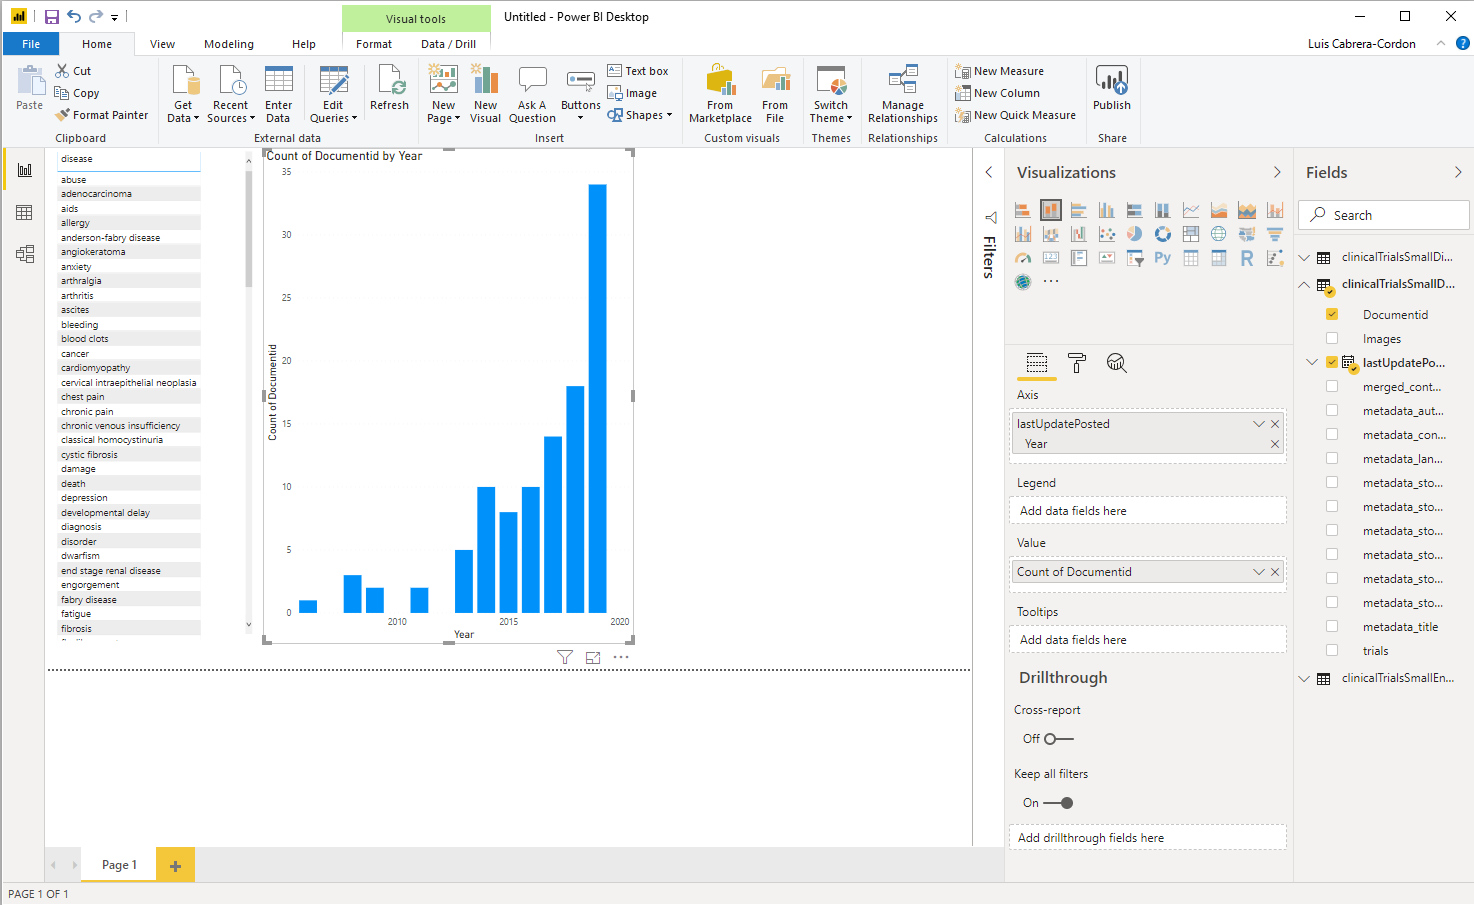 Visual tools
Untitled - Power BI Desktop
File
Home
View
Modeling
Help
Format
Data / Drill
Luis Cabrera-Cordon
?
Paste
Cut
Copy
Format Painter
Clipboard
Get Data
Recent Sources
Enter Data
Edit Queries
Refresh
External data
New Page
New Visual
Ask A Question
Buttons
Text box
Image
Shapes
Insert
From Marketplace
From File
Custom visuals
Switch Theme
Themes
Manage Relationships
Relationships
New Measure
New Column
New Quick Measure
Calculations
Publish
Share
disease
abuse
adenocarcinoma
aids
allergy
anderson-fabry disease
angiokeratoma
anxiety
arthralgia
arthritis
ascites
bleeding
blood clots
cancer
cardiomyopathy
cervical intraepithelial neoplasia
chest pain
chronic pain
chronic venous insufficiency
classical homocystinuria
cystic fibrosis
damage
death
depression
developmental delay
diagnosis
disorder
dwarfism
end stage renal disease
engorgement
fabry disease
fatigue
fibrosis
Count of Documentid by Year
35
30
25
20
15
10
5
0
Count of Documentid
2010
2015
2020
Year
Filters
Visualizations
123
Py
R
Axis
lastUpdatePosted
Year
Legend
Add data fields here
Value
Count of Documentid
Tooltips
Add data fields here
Drillthrough
Cross-report
Off
Keep all filters
On
Add drillthrough fields here
Fields
Search
clinicalTrialsSmallDi...
clinicalTrialsSmallD...
Documentid
Images
lastUpdatePo...
merged_cont...
metadata_aut...
metadata_con...
metadata_lan...
metadata_sto...
metadata_sto...
metadata_sto...
metadata_sto...
metadata_sto...
metadata_sto...
metadata_title
trials
clinicalTrialsSmallEn...
Page 1
PAGE 1 OF 1